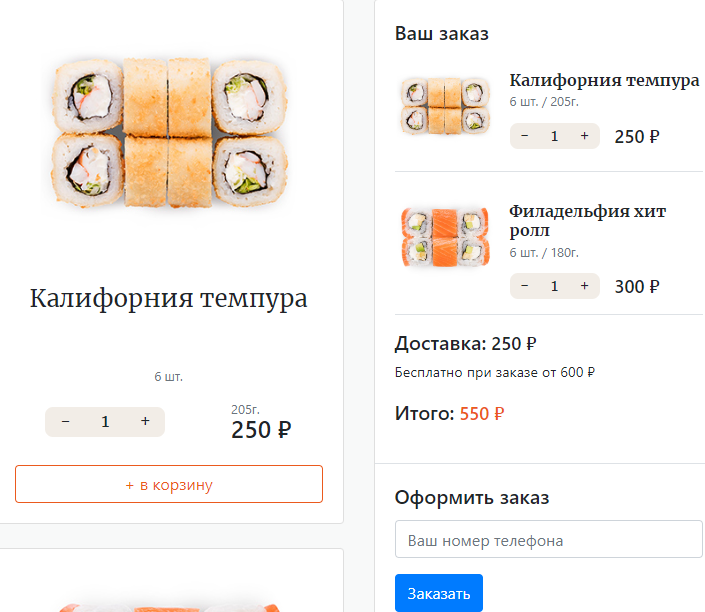 Калифорния темпура
6 шт.
− 1 +
205г.
250 ₽
+ в корзину
Ваш заказ
Калифорния темпура
6 шт. / 205г.
− 1 + 250 ₽
Филадельфия хит
ролл
6 шт. / 180г.
− 1 + 300 ₽
Доставка: 250 ₽
Бесплатно при заказе от 600 ₽
Итого: 550 ₽
Оформить заказ
Ваш номер телефона
Заказать